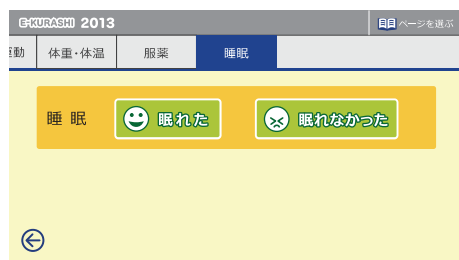 E-KURASHI 2013
ページを選ぶ
運動 体重・体温 服薬 睡眠
睡眠 眠れた 眠れなかった